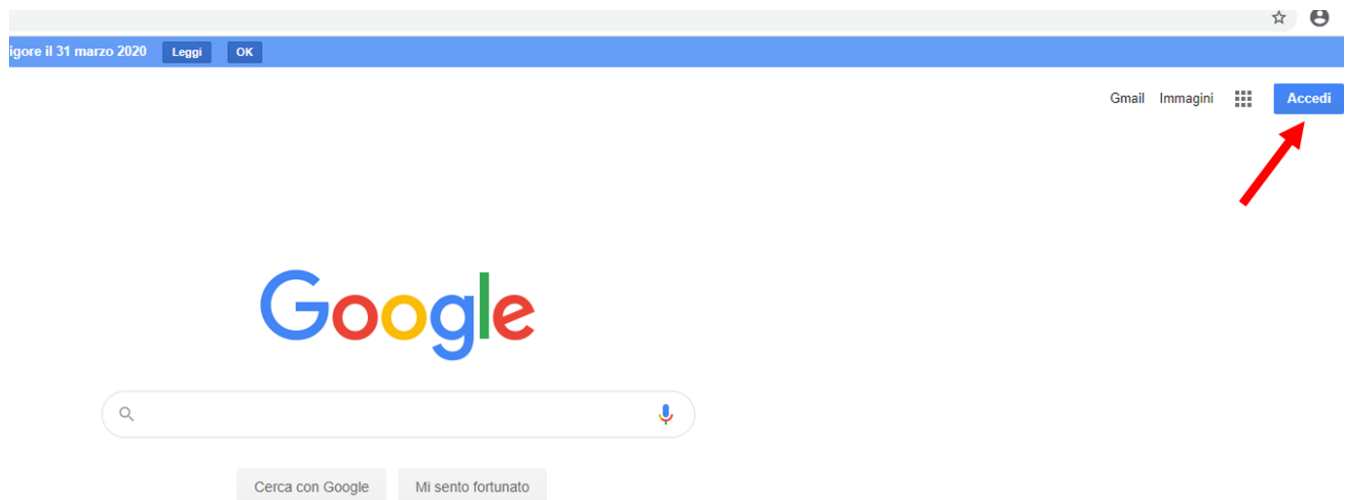 igore il 31 marzo 2020 Leggi OK
Gmail Immagini Accedi
Google
Cerca con Google Mi sento fortunato